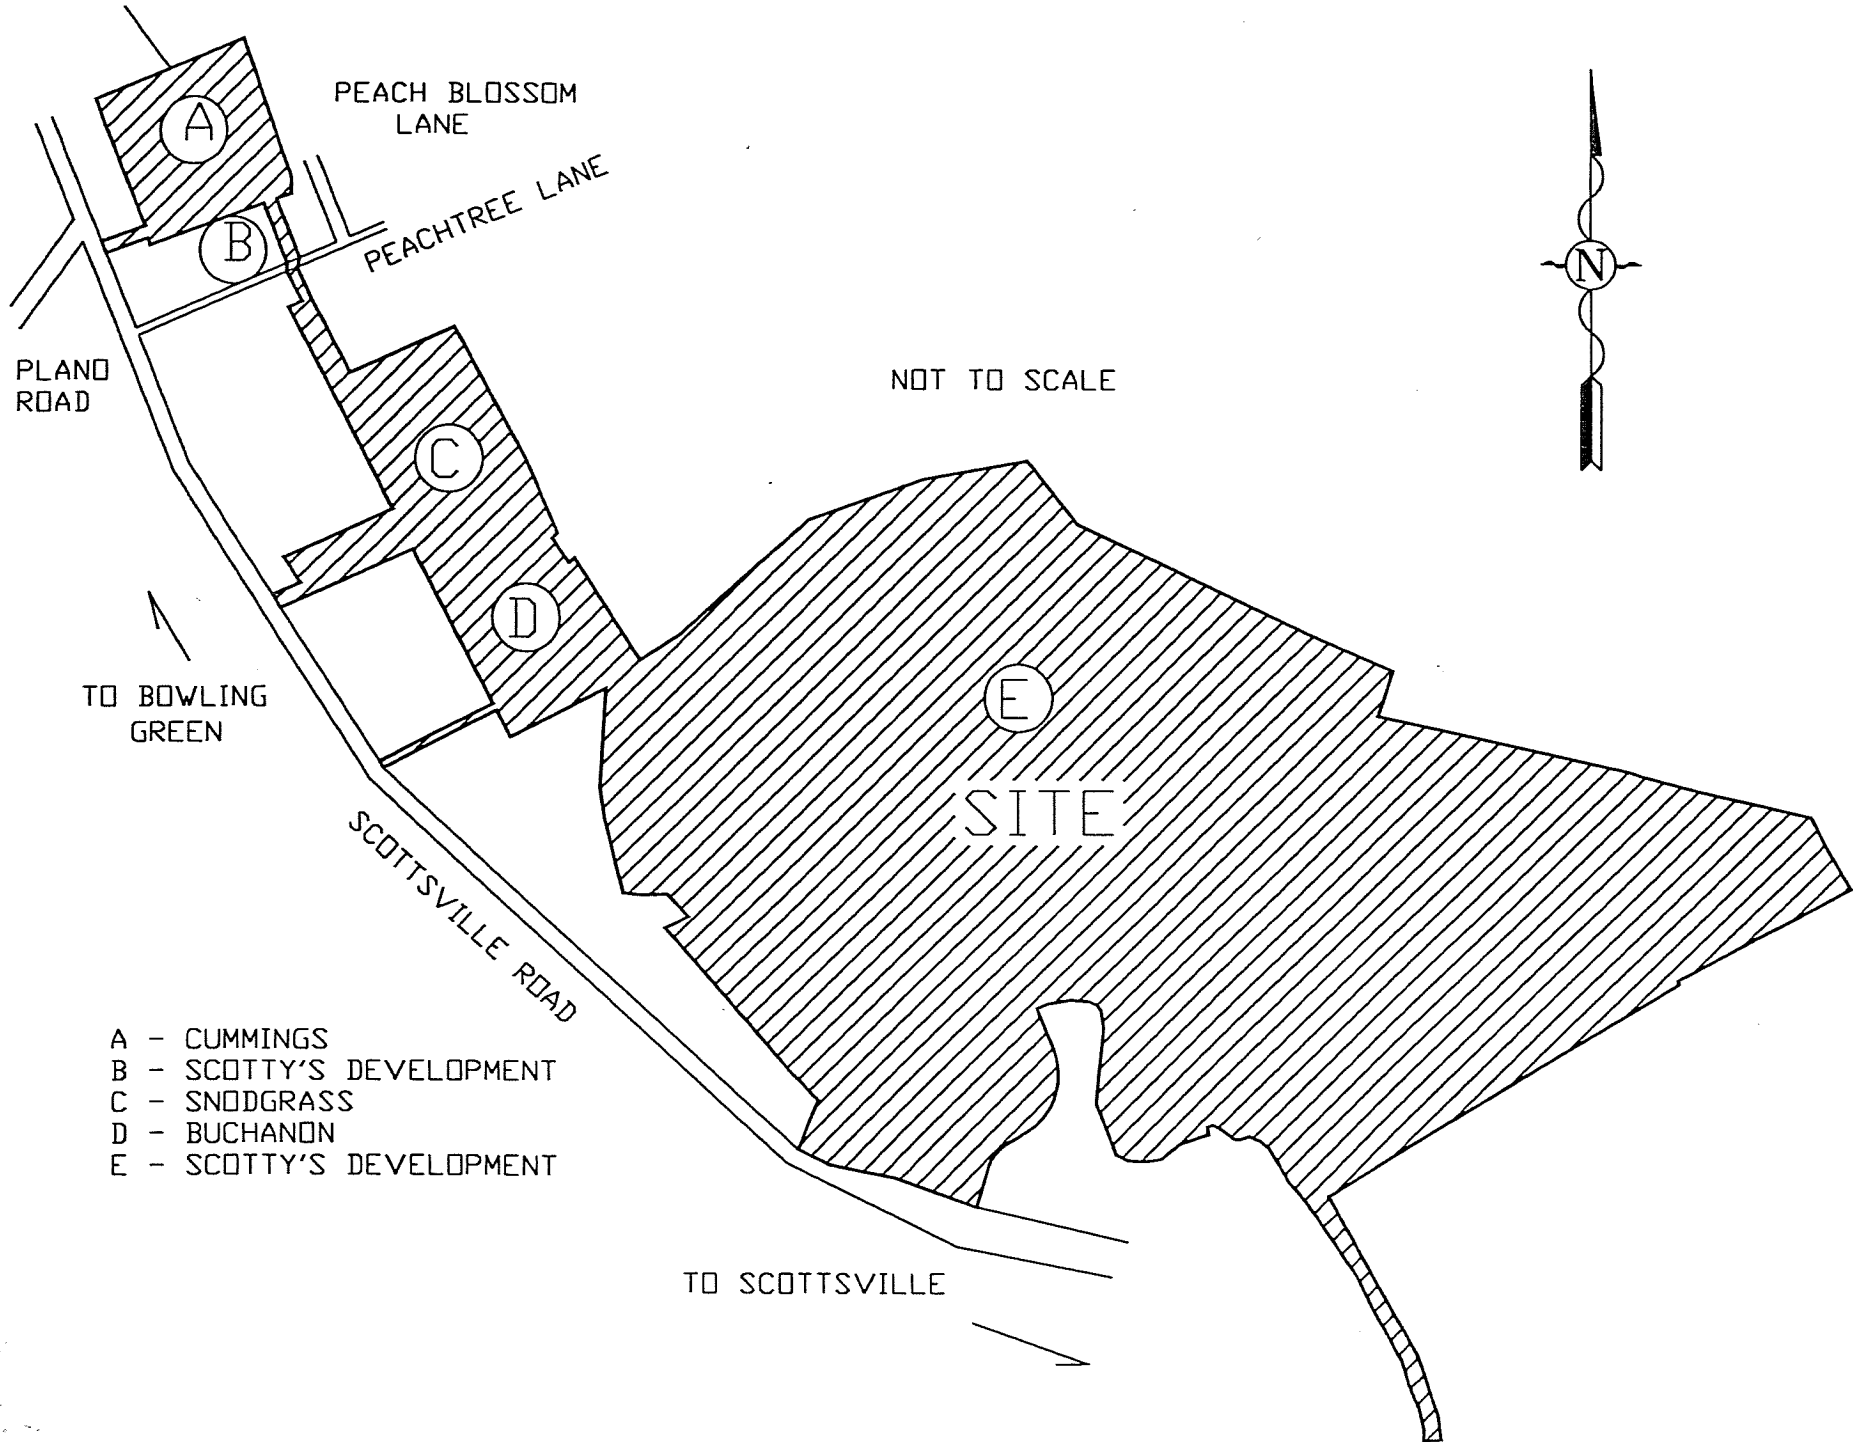 PEACH BLOSSOM
LANE
A
PEACHTREE LANE
B
N
PLANO
ROAD
NOT TO SCALE
C
D
TO BOWLING
GREEN
E
SITE
SCOTTSVILLE ROAD
A - CUMMINGS
B - SCOTTY'S DEVELOPMENT
C - SNODGRASS
D - BUCHANON
E - SCOTTY'S DEVELOPMENT
TO SCOTTSVILLE